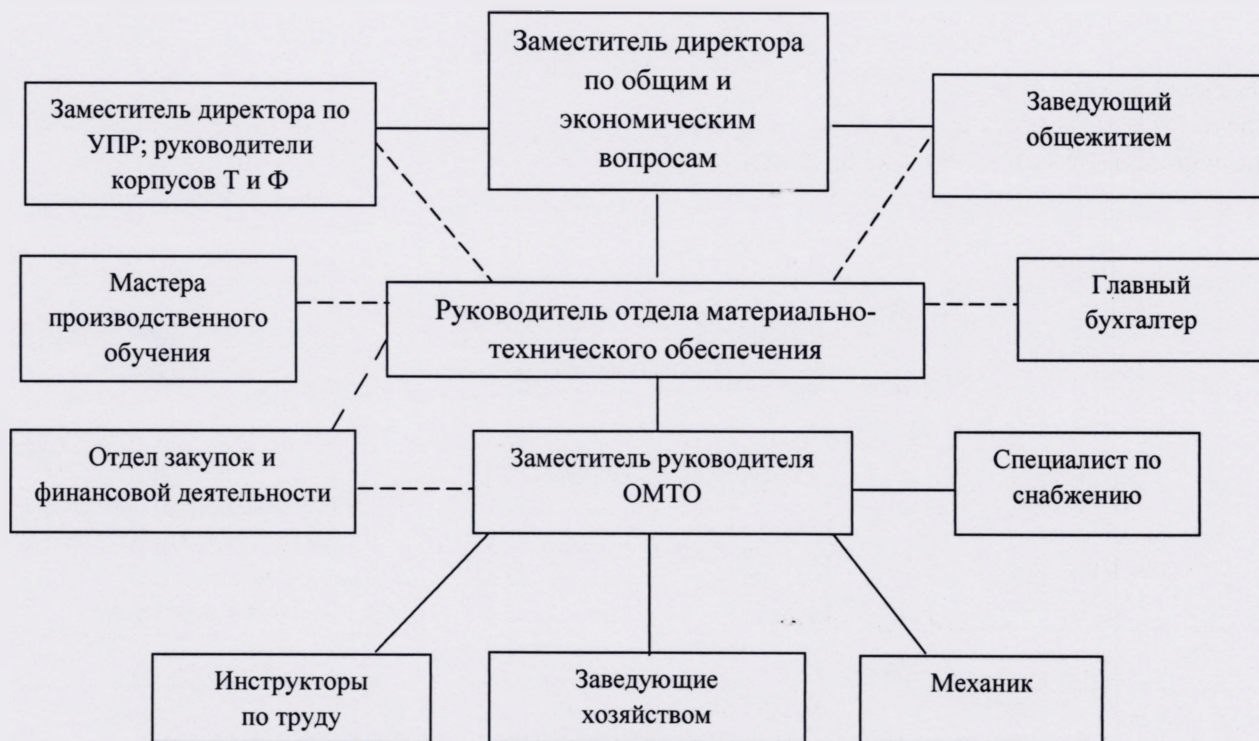 Заместитель директора
по общим и
экономическим
вопросам
Заместитель директора по
УПР; руководители
корпусов Т и Ф
Заведующий
общежитием
Мастера
производственного
обучения
Руководитель отдела материально-
технического обеспечения
Главный
бухгалтер
Отдел закупок и
финансовой деятельности
Заместитель руководителя
ОМТО
Специалист по
снабжению
Инструкторы
по труду
Заведующие
хозяйством
Механик